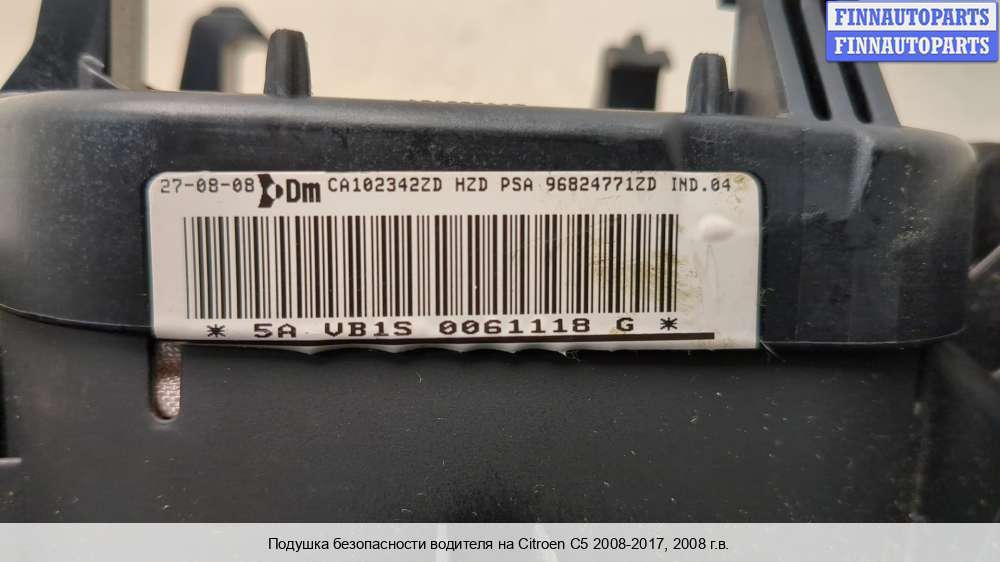 FINNAUTOPARTS
FINNAUTOPARTS
27-08-08 Dm CA102342ZD HZD PSA 96824771ZD IND.04
* 5A VB1S 0061118 G *
Подушка безопасности водителя на Citroen C5 2008-2017, 2008 г.в.